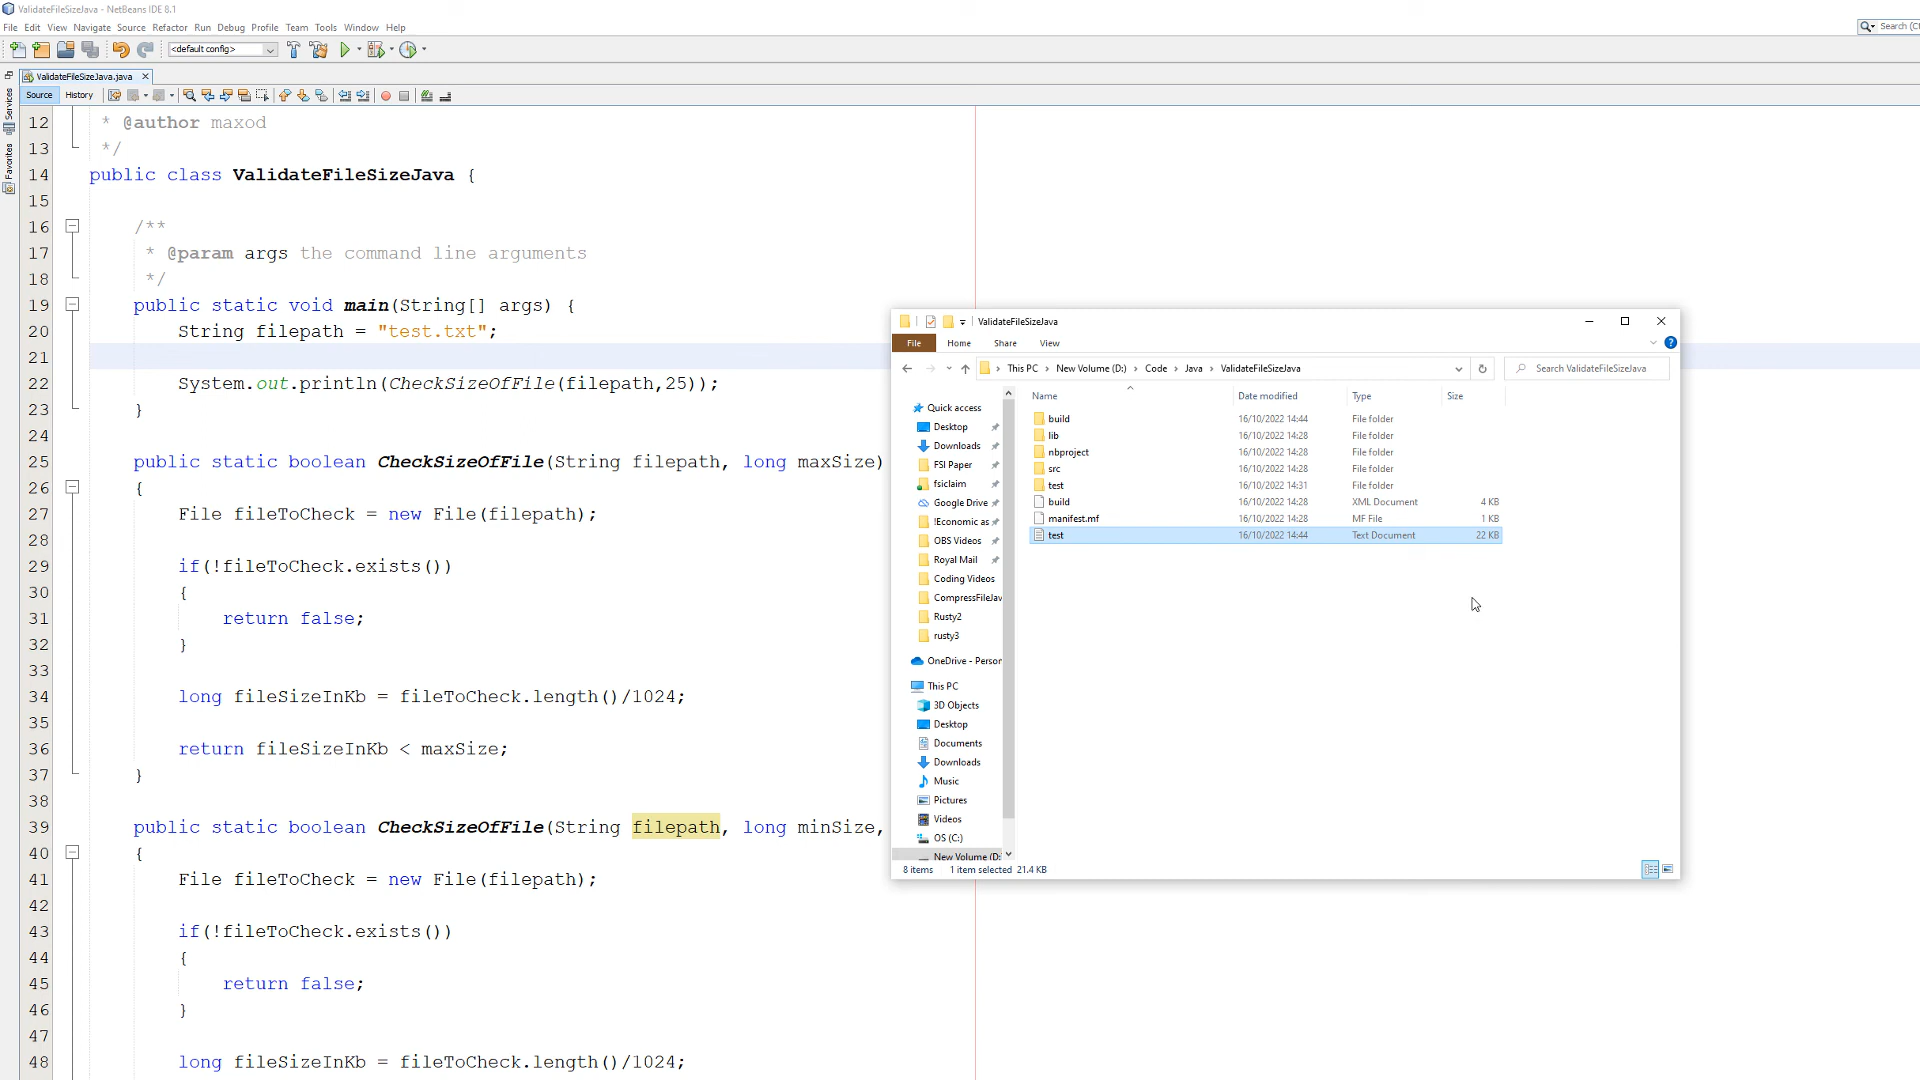 ValidateFileSizeJava - NetBeans IDE 8.1
File Edit View Navigate Source Refactor Run Debug Profile Team Tools Window Help
Search (C
<default config>
ValidateFileSizeJava.java
Source History
Services
Favorites
12 * @author maxod
13 */
14 public class ValidateFileSizeJava {
15
16 /**
17 * @param args the command line arguments
18 */
19 public static void main(String[] args) {
20 String filepath = "test.txt";
21
22 System.out.println(CheckSizeOfFile(filepath,25));
23 }
24
25 public static boolean CheckSizeOfFile(String filepath, long maxSize)
26 {
27 File fileToCheck = new File(filepath);
28
29 if(!fileToCheck.exists())
30 {
31 return false;
32 }
33
34 long fileSizeInKb = fileToCheck.length()/1024;
35
36 return fileSizeInKb < maxSize;
37 }
38
39 public static boolean CheckSizeOfFile(String filepath, long minSize,
40 {
41 File fileToCheck = new File(filepath);
42
43 if(!fileToCheck.exists())
44 {
45 return false;
46 }
47
48 long fileSizeInKb = fileToCheck.length()/1024;
ValidateFileSizeJava
File Home Share View
This PC > New Volume (D:) > Code > Java > ValidateFileSizeJava
Search ValidateFileSizeJava
Quick access
Desktop
Downloads
FSI Paper
fsiclaim
Google Drive
!Economic as
OBS Videos
Royal Mail
Coding Videos
CompressFileJav
Rusty2
rusty3
OneDrive - Person
This PC
3D Objects
Desktop
Documents
Downloads
Music
Pictures
Videos
OS (C:)
New Volume (D:
Name Date modified Type Size
build 16/10/2022 14:44 File folder
lib 16/10/2022 14:28 File folder
nbproject 16/10/2022 14:28 File folder
src 16/10/2022 14:28 File folder
test 16/10/2022 14:31 File folder
build 16/10/2022 14:28 XML Document 4 KB
manifest.mf 16/10/2022 14:28 MF File 1 KB
test 16/10/2022 14:44 Text Document 22 KB
8 items 1 item selected 21.4 KB